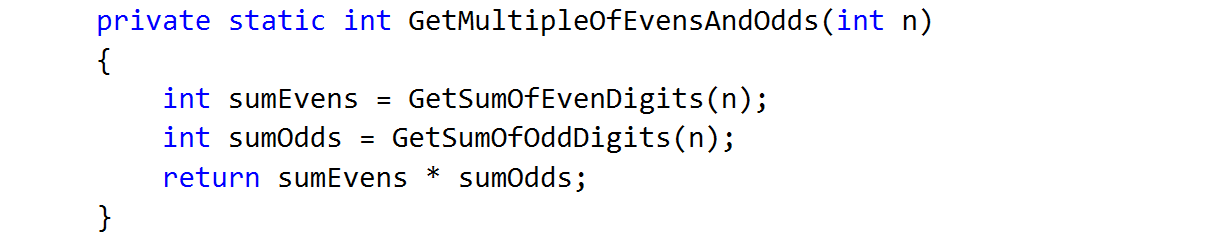 private static int GetMultipleOfEvensAndOdds(int n)
{
    int sumEvens = GetSumOfEvenDigits(n);
    int sumOdds = GetSumOfOddDigits(n);
    return sumEvens * sumOdds;
}